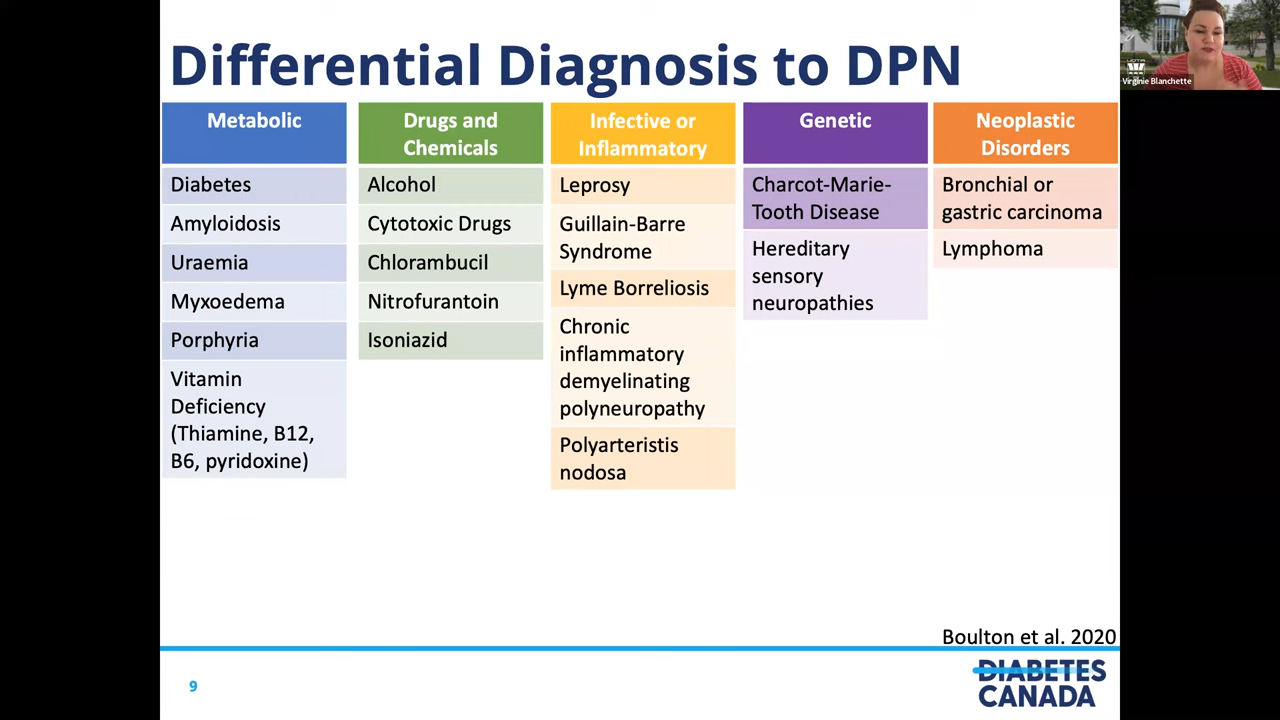 Differential Diagnosis to DPN
Metabolic
Diabetes
Amyloidosis
Uraemia
Myxoedema
Porphyria
Vitamin
Deficiency
(Thiamine, B12,
B6, pyridoxine)
Drugs and
Chemicals
Alcohol
Cytotoxic Drugs
Chlorambucil
Nitrofurantoin
Isoniazid
Infective or
Inflammatory
Leprosy
Guillain-Barre
Syndrome
Lyme Borreliosis
Chronic
inflammatory
demyelinating
polyneuropathy
Polyarteristis
nodosa
Genetic
Charcot-Marie-
Tooth Disease
Hereditary
sensory
neuropathies
Neoplastic
Disorders
Bronchial or
gastric carcinoma
Lymphoma
Boulton et al. 2020
9
DIABETES
CANADA
Virginie Blanchette